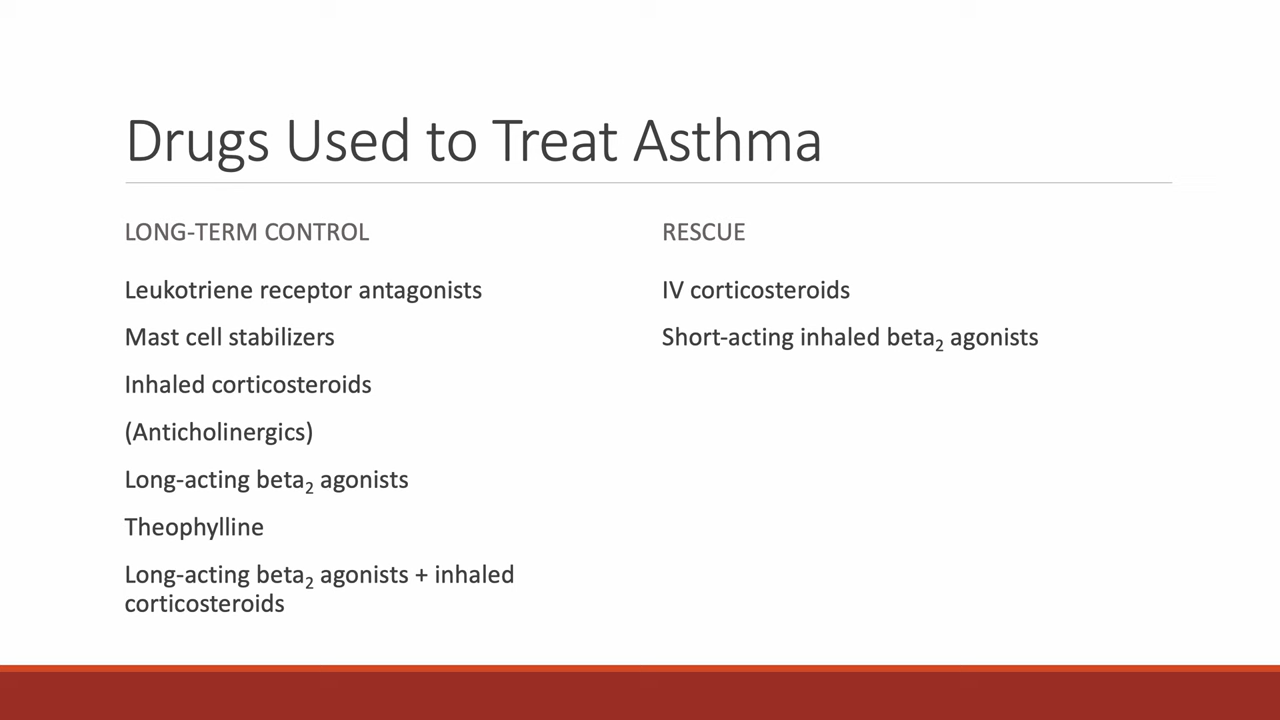 Drugs Used to Treat Asthma
LONG-TERM CONTROL
Leukotriene receptor antagonists
Mast cell stabilizers
Inhaled corticosteroids
(Anticholinergics)
Long-acting beta₂ agonists
Theophylline
Long-acting beta₂ agonists + inhaled
corticosteroids
RESCUE
IV corticosteroids
Short-acting inhaled beta₂ agonists